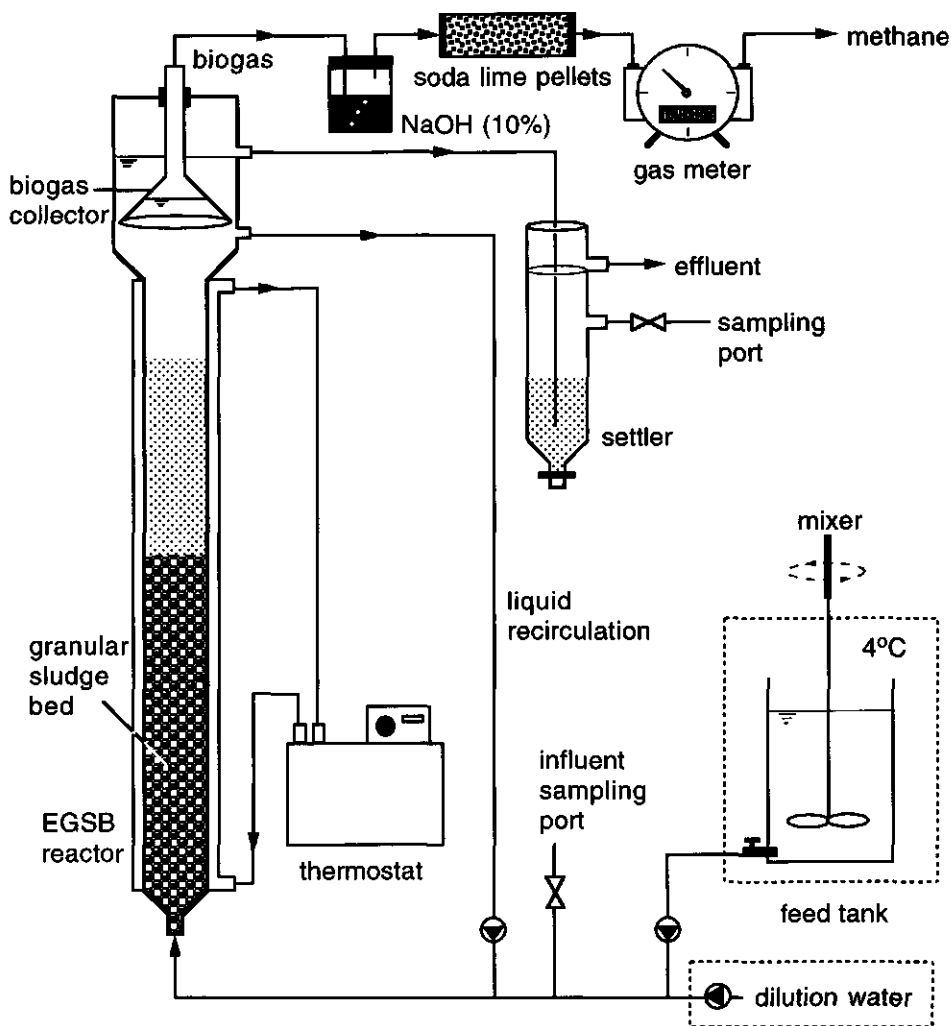 biogas
soda lime pellets
methane
NaOH (10%)
gas meter
biogas
collector
effluent
sampling
port
settler
mixer
liquid
recirculation
4ºC
granular
sludge
bed
influent
sampling
port
EGSB
reactor
thermostat
feed tank
dilution water